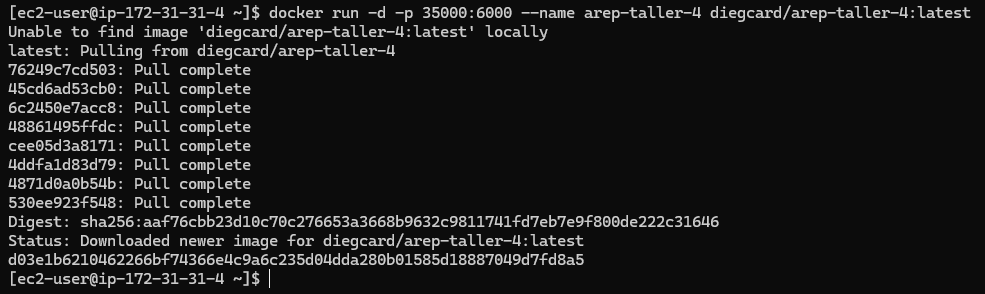 [ec2-user@ip-172-31-31-4 ~]$ docker run -d -p 35000:6000 --name arep-taller-4 diegcard/arep-taller-4:latest
Unable to find image 'diegcard/arep-taller-4:latest' locally
latest: Pulling from diegcard/arep-taller-4
76249c7cd503: Pull complete
45cd6ad53cb0: Pull complete
6c2450e7acc8: Pull complete
48861495ffdc: Pull complete
cee05d3a8171: Pull complete
4ddfa1d83d79: Pull complete
4871d0a0b54b: Pull complete
530ee923f548: Pull complete
Digest: sha256:aaf76cbb23d10c70c276653a3668b9632c9811741fd7eb7e9f800de222c31646
Status: Downloaded newer image for diegcard/arep-taller-4:latest
d03e1b6210462266bf74366e4c9a6c235d04dda280b01585d18887049d7fd8a5
[ec2-user@ip-172-31-31-4 ~]$